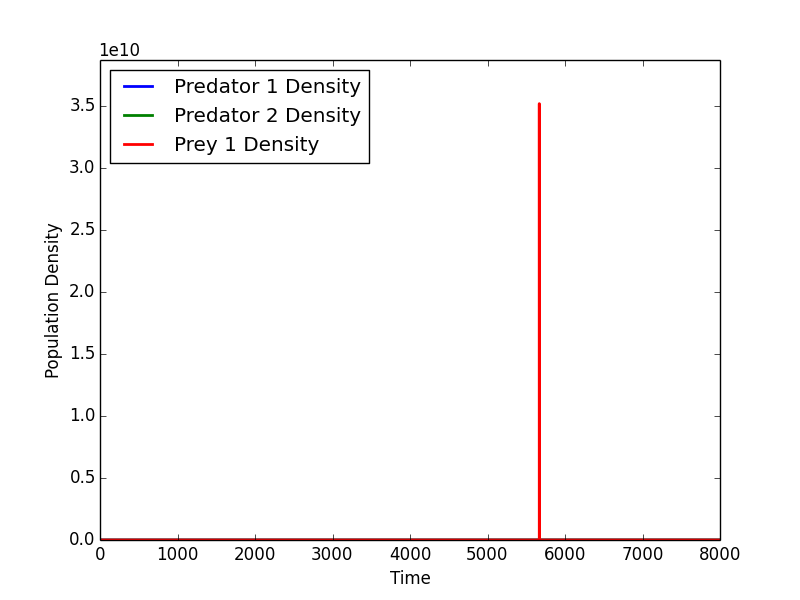 1e10
Predator 1 Density
Predator 2 Density
Prey 1 Density
3.5
3.0
2.5
2.0
1.5
1.0
0.5
0.0
Population Density
0 1000 2000 3000 4000 5000 6000 7000 8000
Time